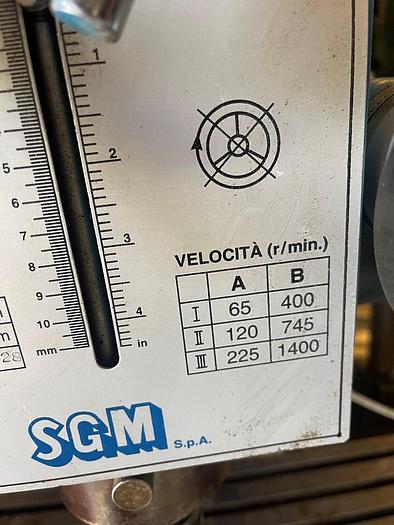 1
2
5
6
3
7
8
9
4
10
mm
in
VELOCITÀ (r/min.)
A B
I 65 400
II 120 745
III 225 1400
m
28
SGM S.p.A.